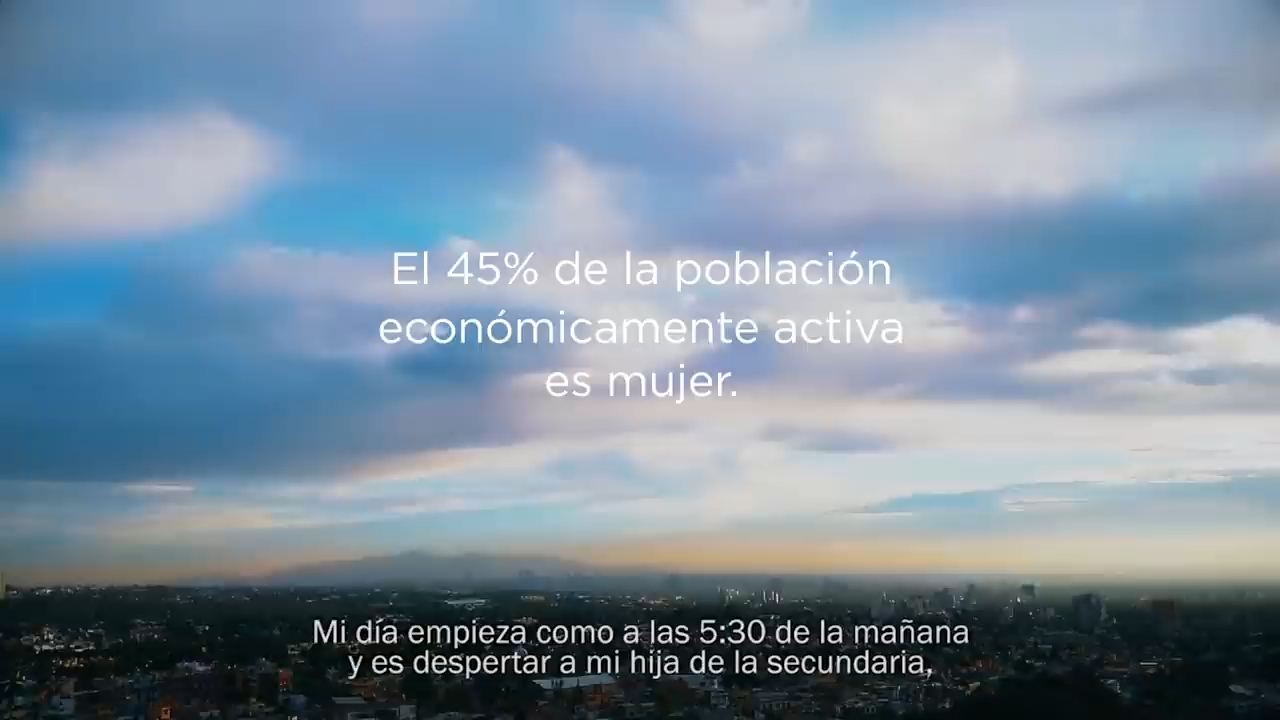 El 45% de la población
económicamente activa
es mujer.
Mi día empieza como a las 5:30 de la mañana
y es despertar a mi hija de la secundaria,